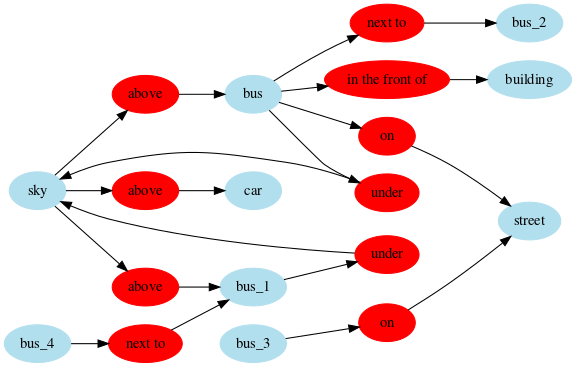 next to
bus_2
above
bus
in the front of
building
on
sky
above
car
under
street
under
above
bus_1
on
bus_4
next to
bus_3